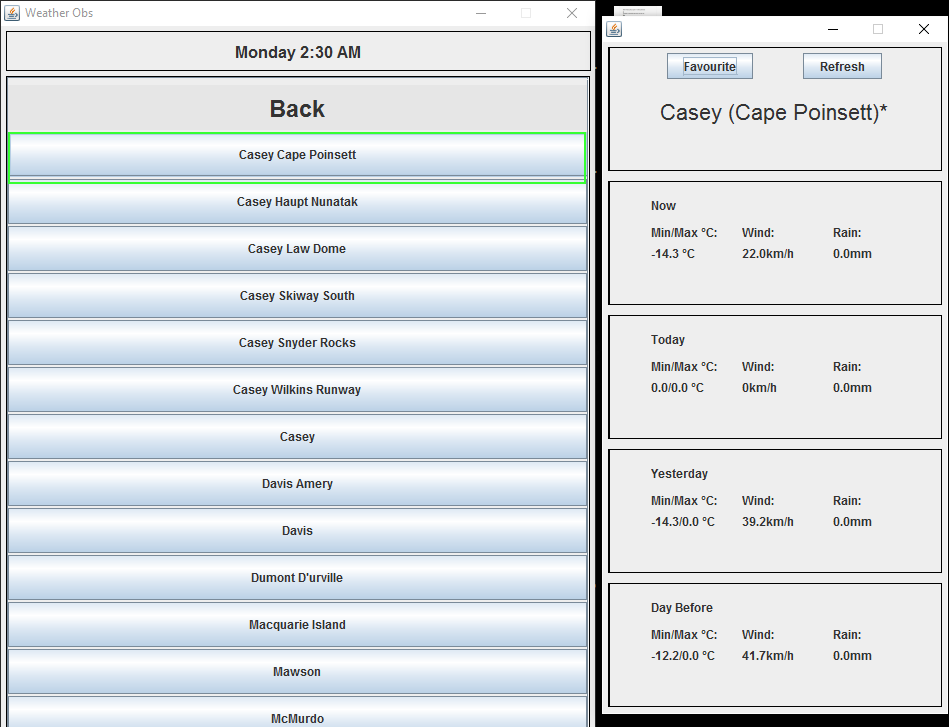 Weather Obs
Monday 2:30 AM
Back
Casey Cape Poinsett
Casey Haupt Nunatak
Casey Law Dome
Casey Skiway South
Casey Snyder Rocks
Casey Wilkins Runway
Casey
Davis Amery
Davis
Dumont D'urville
Macquarie Island
Mawson
McMurdo
Favourite Refresh
Casey (Cape Poinsett)*
Now
Min/Max °C: Wind: Rain:
-14.3 °C 22.0km/h 0.0mm
Today
Min/Max °C: Wind: Rain:
0.0/0.0 °C 0km/h 0.0mm
Yesterday
Min/Max °C: Wind: Rain:
-14.3/0.0 °C 39.2km/h 0.0mm
Day Before
Min/Max °C: Wind: Rain:
-12.2/0.0 °C 41.7km/h 0.0mm